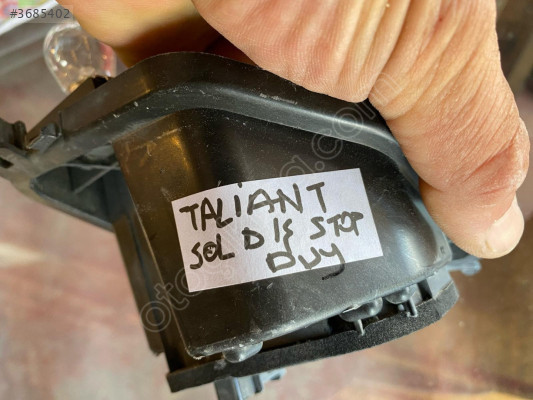 #3685402
TALiANT
SOL DIŞ STOP
DUY